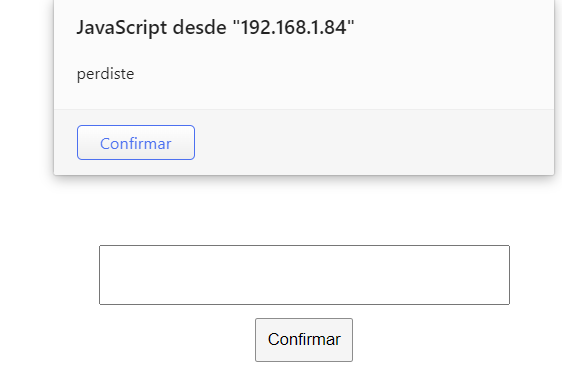 JavaScript desde "192.168.1.84"
perdiste
Confirmar
Confirmar